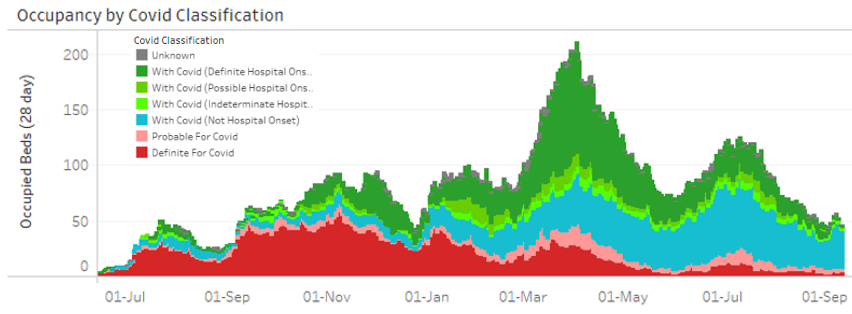 Occupancy by Covid Classification
Covid Classification
Unknown
With Covid (Definite Hospital Ons..
With Covid (Possible Hospital Ons..
With Covid (Indeterminate Hospit..
With Covid (Not Hospital Onset)
Probable For Covid
Definite For Covid
Occupied Beds (28 day)
200
150
100
50
0
01-Jul 01-Sep 01-Nov 01-Jan 01-Mar 01-May 01-Jul 01-Sep